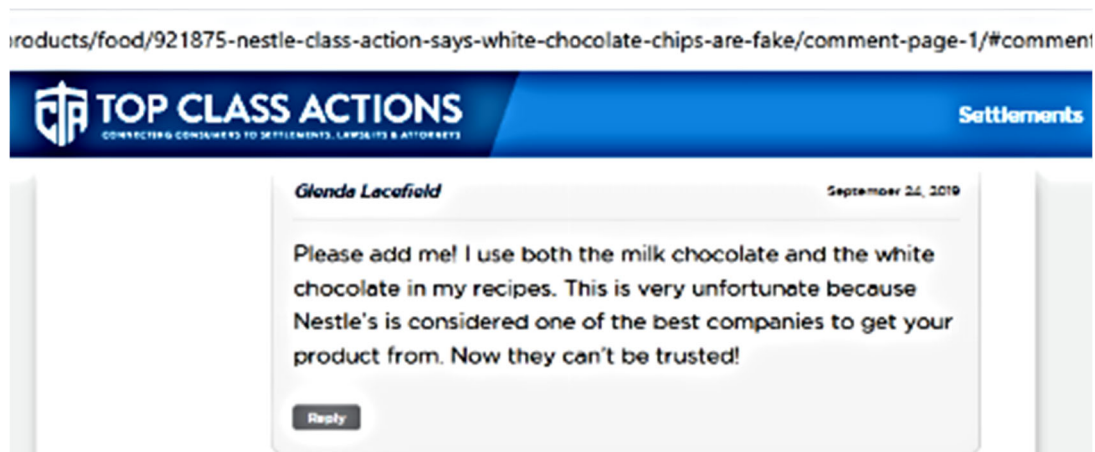 roducts/food/921875-nestle-class-action-says-white-chocolate-chips-are-fake/comment-page-1/#comment
TOP CLASS ACTIONS
CONNECTING CONSUMERS TO SETTLEMENTS, LAWSUITS & ATTORNEYS
Settlements
Glenda Lacefield
September 24, 2019
Please add me! I use both the milk chocolate and the white
chocolate in my recipes. This is very unfortunate because
Nestle's is considered one of the best companies to get your
product from. Now they can't be trusted!
Reply